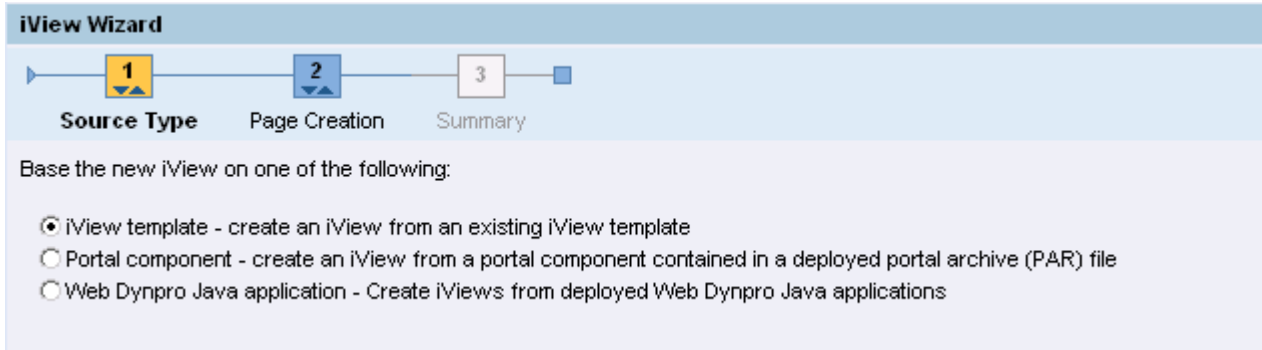 iView Wizard
1 2 3
Source Type Page Creation Summary
Base the new iView on one of the following:
iView template - create an iView from an existing iView template
Portal component - create an iView from a portal component contained in a deployed portal archive (PAR) file
Web Dynpro Java application - Create iViews from deployed Web Dynpro Java applications